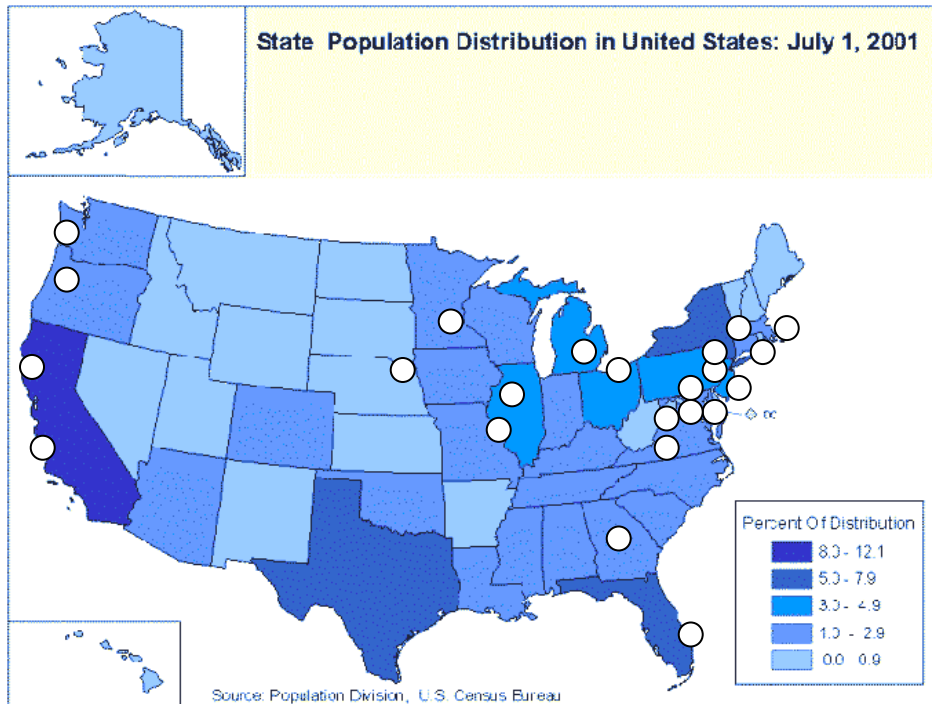 State Population Distribution in United States: July 1, 2001
DC
Percent Of Distribution
8.0 - 12.1
5.0 - 7.9
3.0 - 4.9
1.0 - 2.9
0.0 0.9
Source: Population Division, U.S. Census Bureau